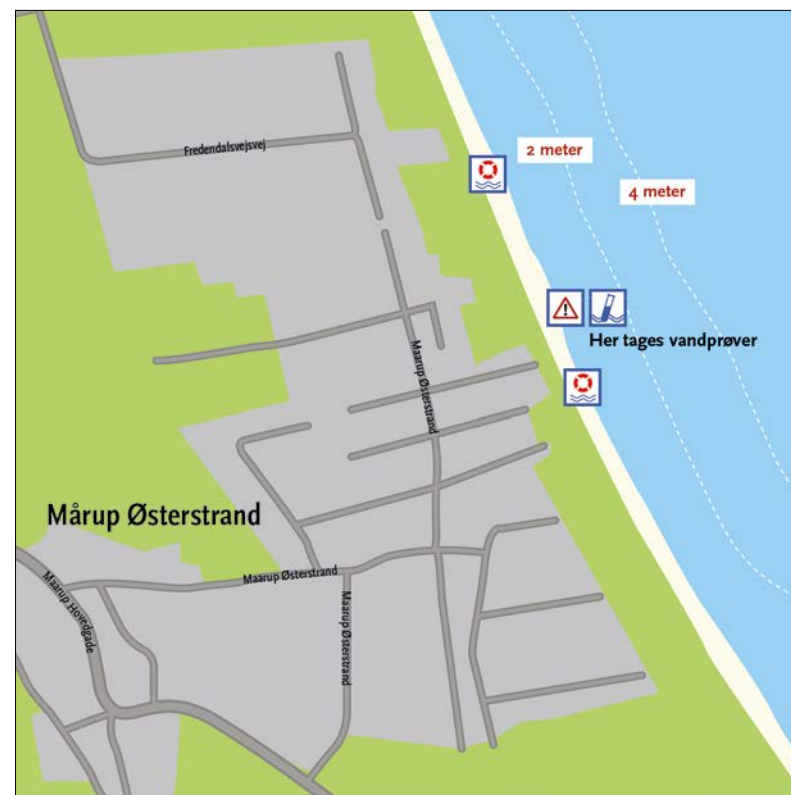 Fredendalsvejsvej
2 meter
4 meter
Her tages vandprøver
Maarup Østerstrand
Mårup Østerstrand
Maarup Østerstrand
Maarup Hovedgade
Maarup Østerstrand